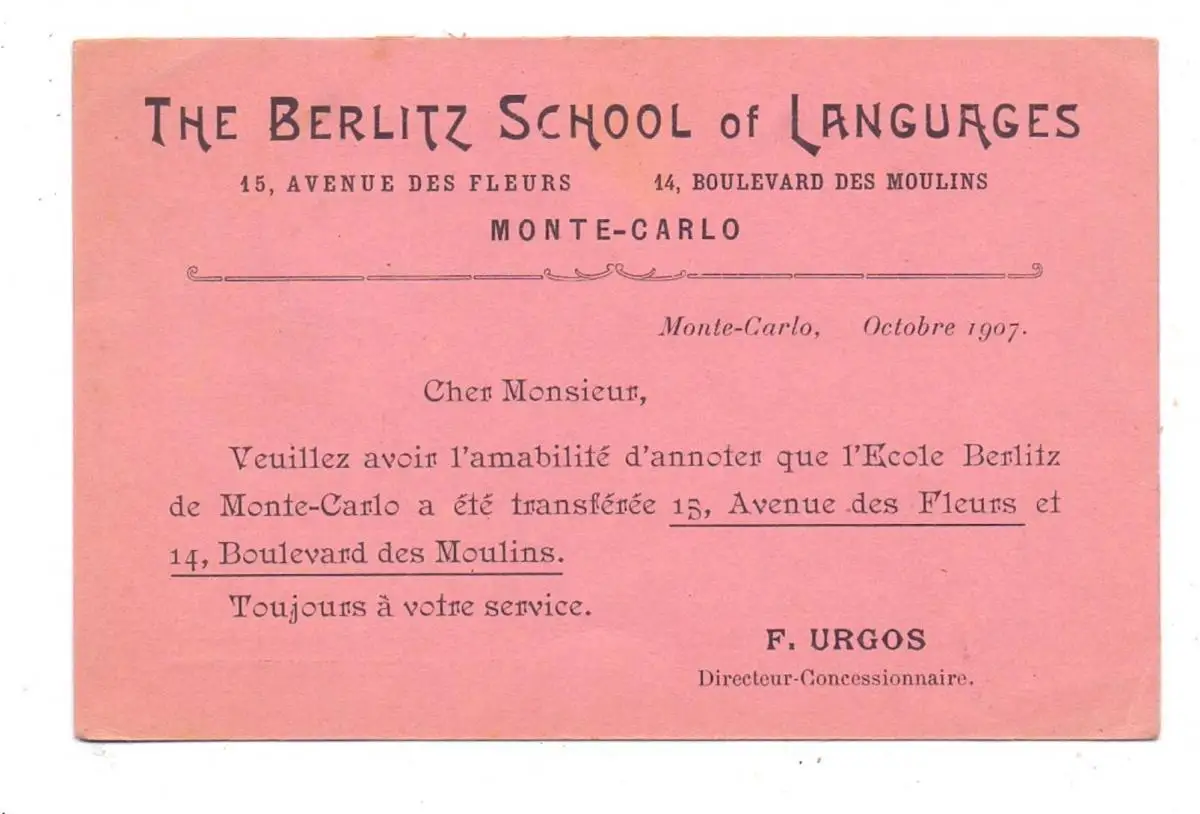 THE BERLITZ SCHOOL of LANGUAGES
15, AVENUE DES FLEURS 14, BOULEVARD DES MOULINS
MONTE-CARLO
Monte-Carlo, Octobre 1907.
Cher Monsieur,
Veuillez avoir l'amabilité d'annoter que l'Ecole Berlitz
de Monte-Carlo a été transférée 15, Avenue des Fleurs et
14, Boulevard des Moulins.
Toujours à votre service.
F. URGOS
Directeur-Concessionnaire.